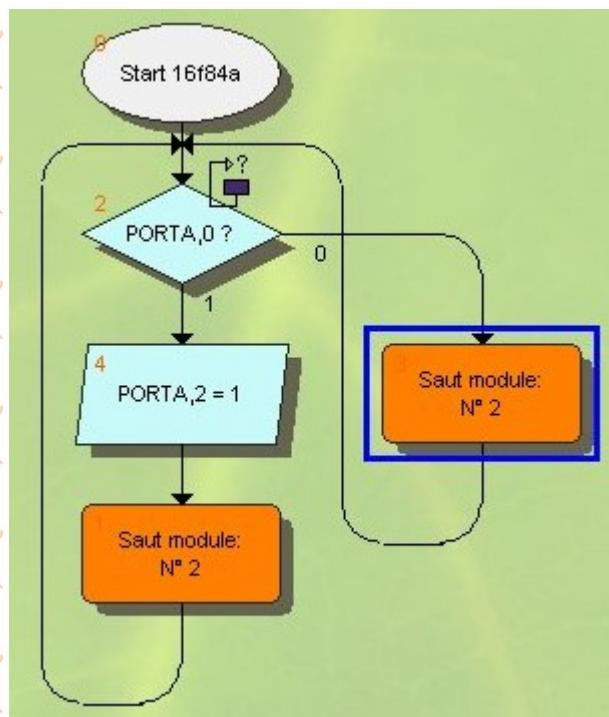 0
Start 16f84a
?
2
PORTA,0 ?
0
1
4
PORTA,2 = 1
3
Saut module:
N° 2
1
Saut module:
N° 2